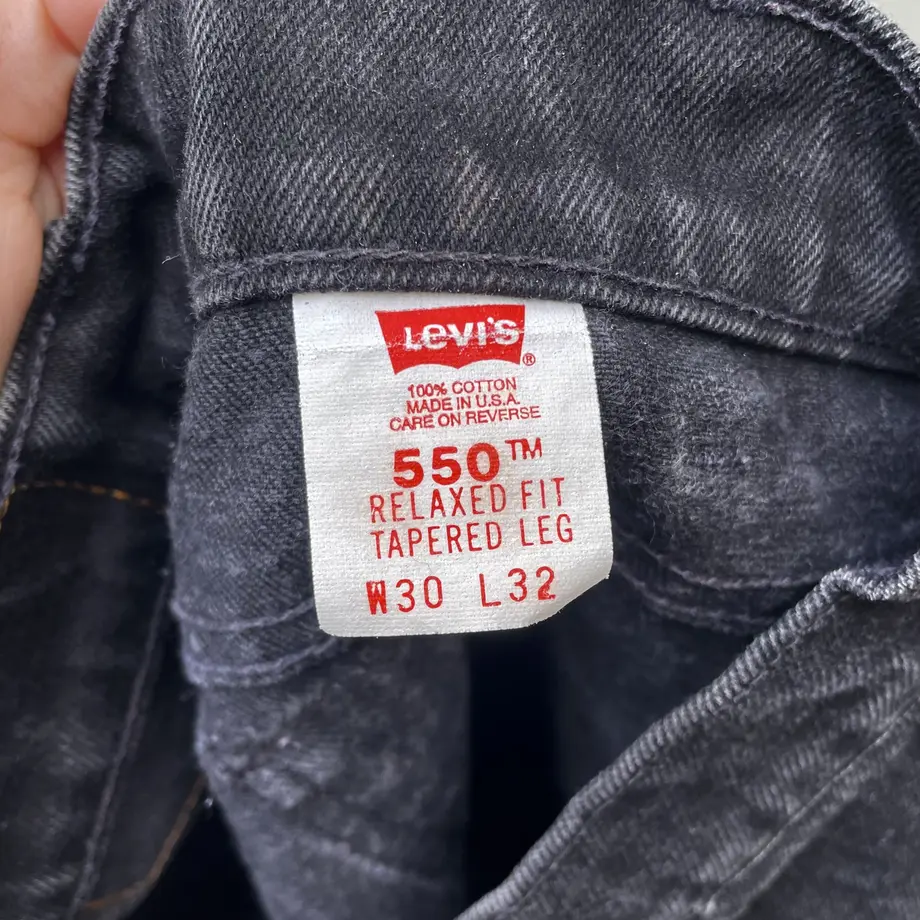 LEVI'S®
100% COTTON
MADE IN U.S.A.
CARE ON REVERSE
550™
RELAXED FIT
TAPERED LEG
W30 L32